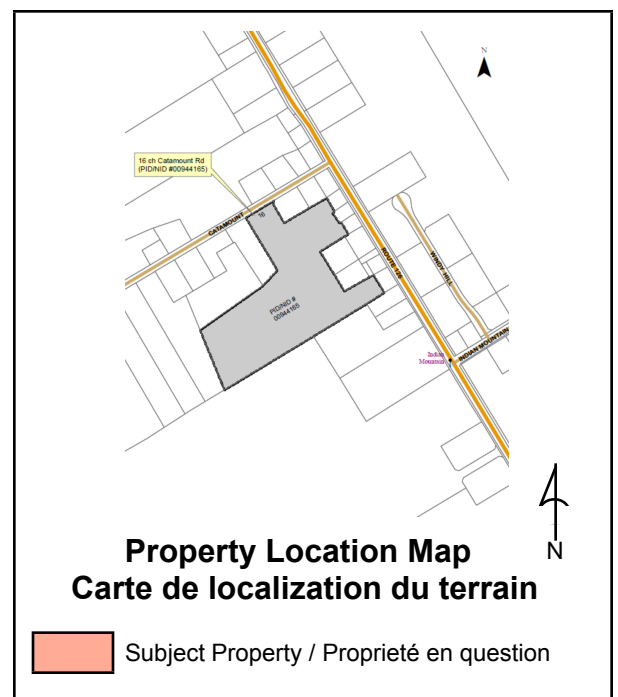 N
16 ch Catamount Rd
(PID/NID #00944165)
CATAMOUNT
16
ROUTE 126
WINDY HILL
PID/NID #
00944165
INDIAN MOUNTAIN
Indian
Mountain
N
Property Location Map
Carte de localization du terrain
Subject Property / Proprieté en question